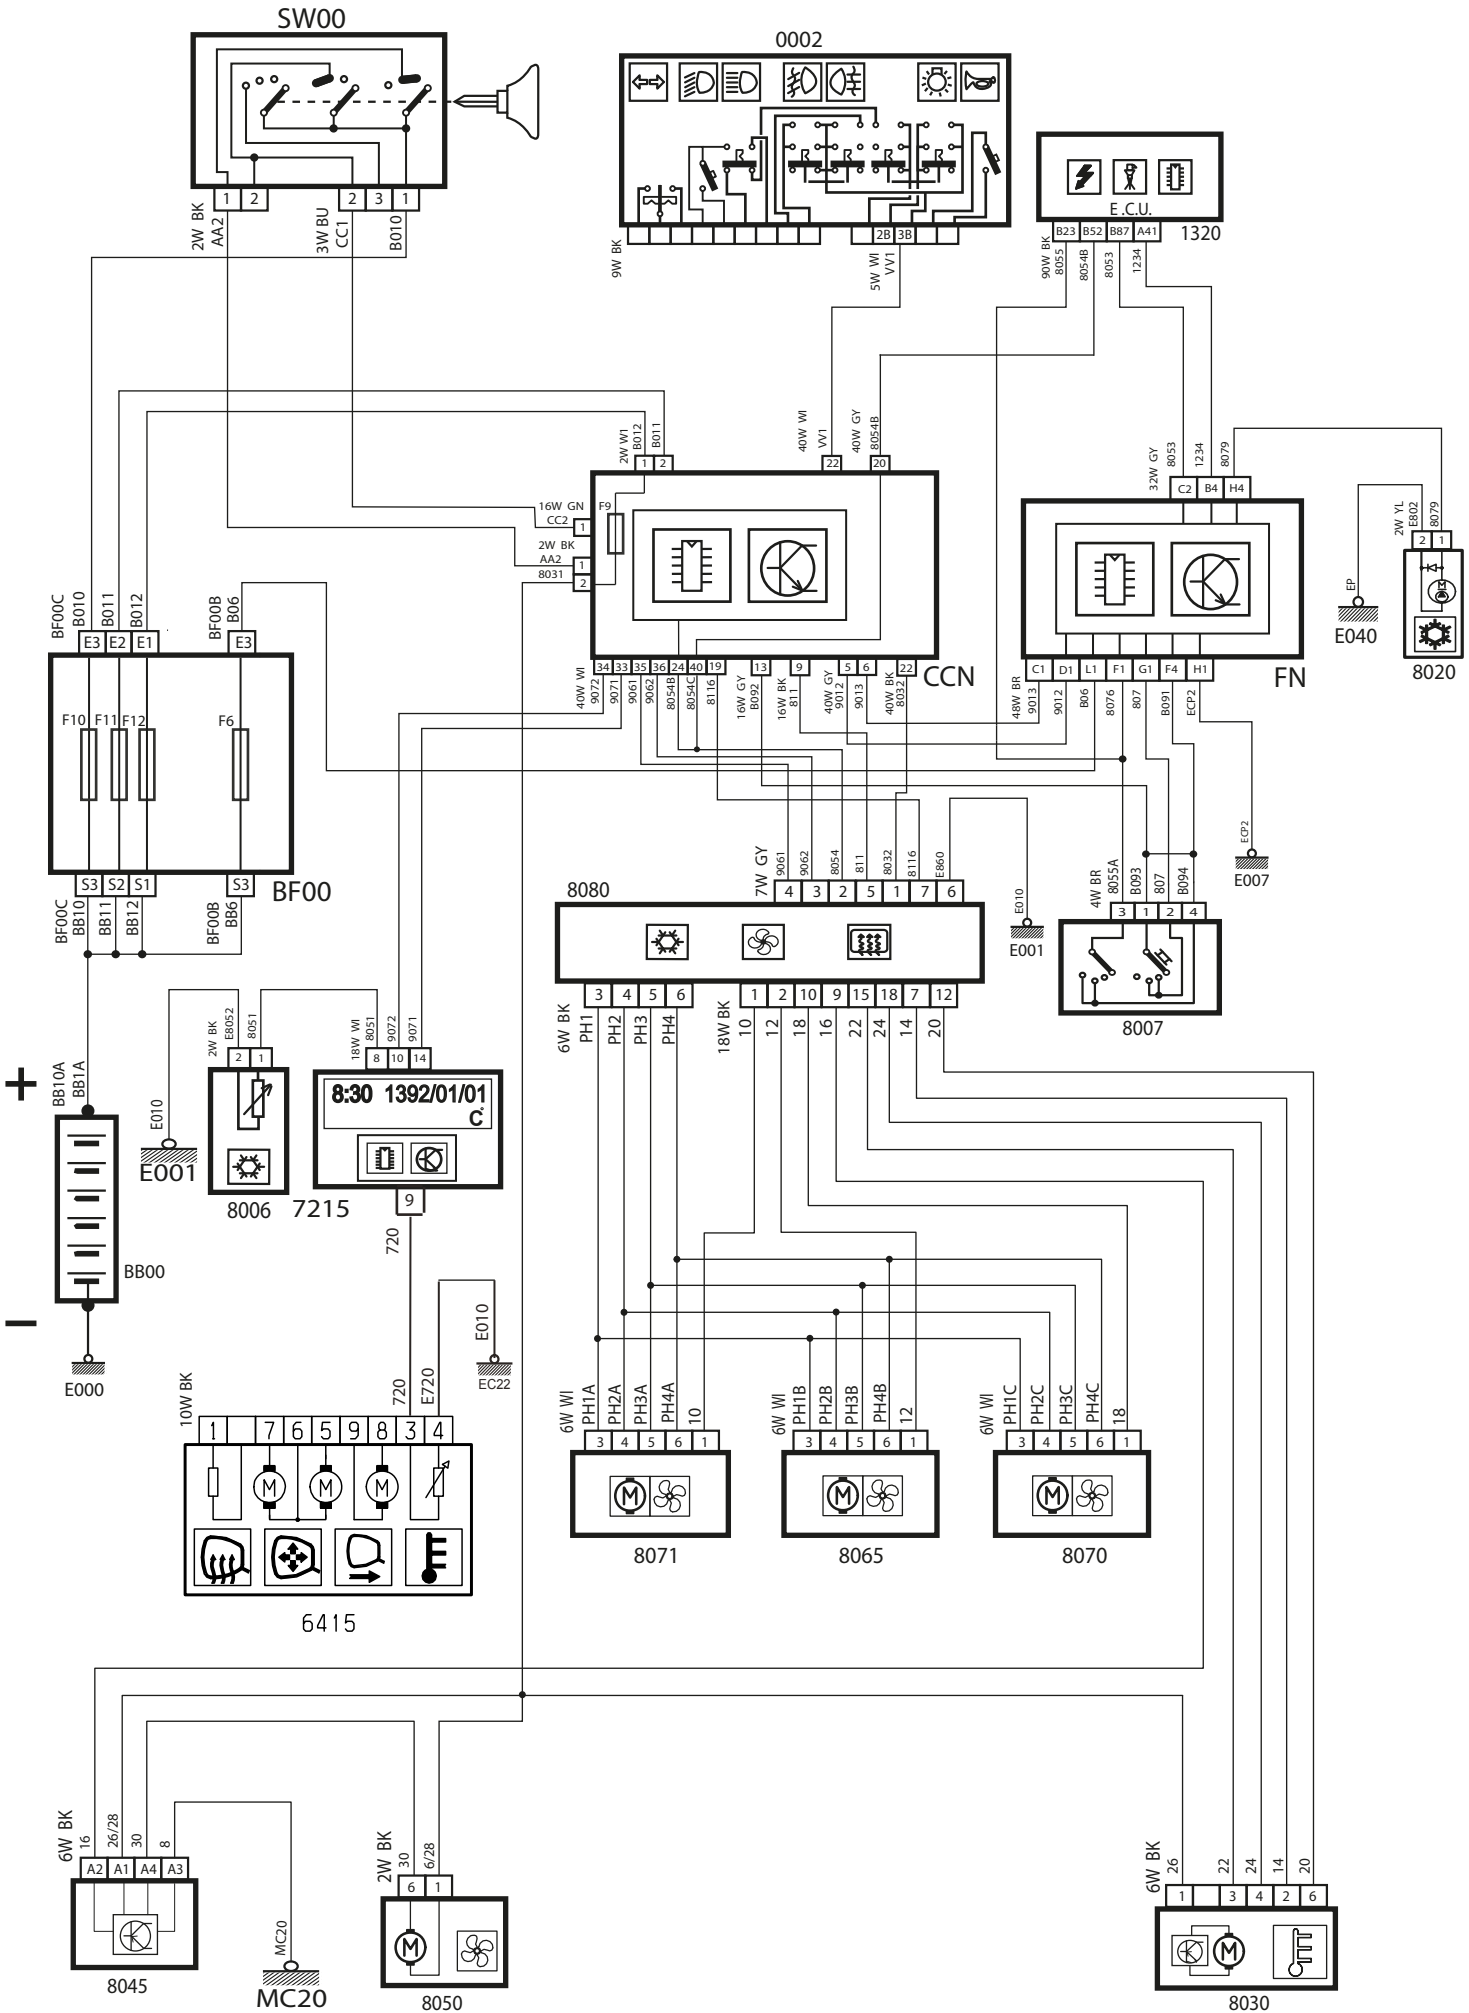 SW00
0002
1 2 2 3 1
2W BK
AA2
3W BU
CC1
B010
2B 3B
9W BK
5W WI
VV1
E.C.U.
B23 B52 B87 A41
1320
90W BK
8055
8054B
8053
1234
2W W1
B012
B011
1 2
40W WI
VV1
22
40W GY
8054B
20
16W GN
CC2
1
F9
2W BK
AA2
1
8031
2
CCN
34 33 35 36 24 40 19 13 9 5 6 22
40W WI
9072
9071
9061
9062
8054B
8054C
8116
16W GY
B092
16W BK
811
40W GY
9012
9013
40W BK
8032
32W GY
8053
1234
8079
C2 B4 H4
FN
C1 D1 L1 F1 G1 F4 H1
48W BR
9013
9012
B06
8076
807
B091
ECP2
2W YL
E802
8079
2 1
8020
EP
E040
ECP2
E007
BF00C
B010
B011
B012
BF00B
B06
E3 E2 E1 E3
F10 F11 F12 F6
S3 S2 S1 S3
BF00
BF00C
BB10
BB11
BB12
BF00B
BB6
+
BB10A
BB1A
BB00
−
E000
E010
E001
2W BK
E8052
8051
2 1
8006
18W WI
8051
9072
9071
8 10 14
8:30 1392/01/01
C°
7215
9
720
7W GY
9061
9062
8054
811
8032
8116
E860
4 3 2 5 1 7 6
8080
E010
E001
3 4 5 6 1 2 10 9 15 18 7 12
6W BK
PH1
PH2
PH3
PH4
18W BK
10
12
18
16
22
24
14
20
4W BR
8055A
B093
807
B094
3 1 2 4
8007
E010
EC22
10W BK
720
E720
1 7 6 5 9 8 3 4
M M M
6415
6W WI
PH1A
PH2A
PH3A
PH4A
10
3 4 5 6 1
M
8071
6W WI
PH1B
PH2B
PH3B
PH4B
12
3 4 5 6 1
M
8065
6W WI
PH1C
PH2C
PH3C
PH4C
18
3 4 5 6 1
M
8070
6W BK
16
26/28
30
8
A2 A1 A4 A3
8045
MC20
MC20
2W BK
30
6/28
6 1
M
8050
6W BK
26
22
24
14
20
1 3 4 2 6
M
8030